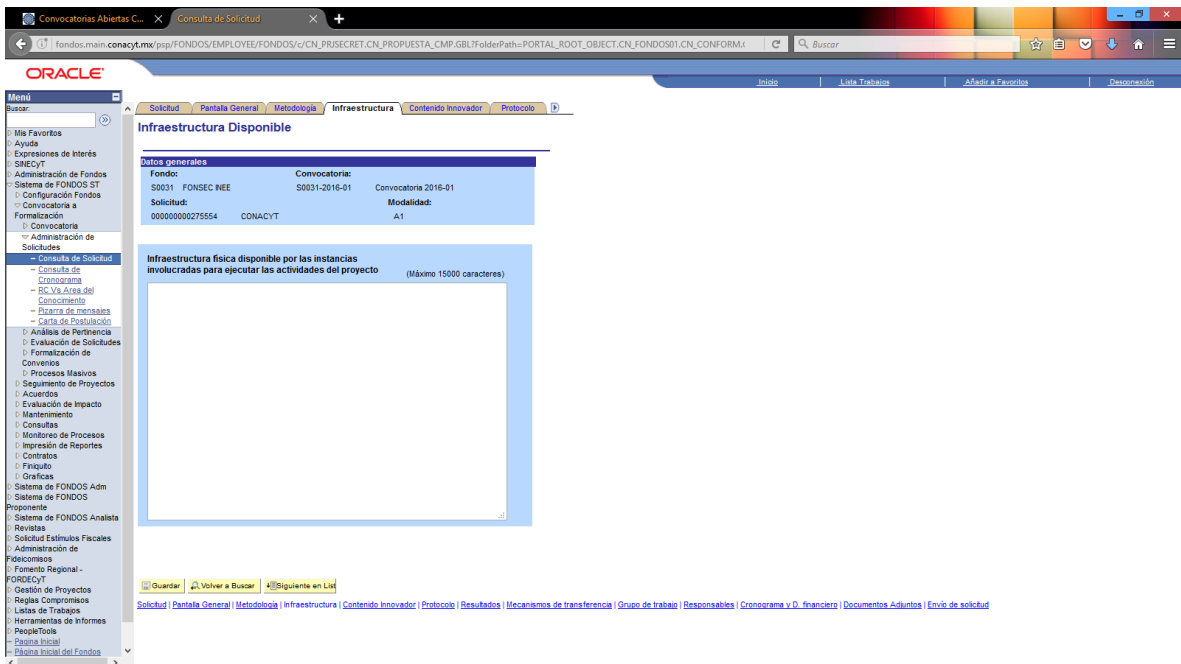 Convocatorias Abiertas C...
Consulta de Solicitud
fondos.main.conacyt.mx/psp/FONDOS/EMPLOYEE/FONDOS/c/CN_PRJSECRET.CN_PROPUESTA_CMP.GBL?FolderPath=PORTAL_ROOT_OBJECT.CN_FONDOS01.CN_CONFORM.(
Buscar
ORACLE
Inicio | Lista Trabajos | Añadir a Favoritos | Desconexión
Menú
Buscar:
Mis Favoritos
Ayuda
Expresiones de Interés
SINECyT
Administración de Fondos
Sistema de FONDOS ST
Configuración Fondos
Convocatoria a
Formalización
Convocatoria
Administración de
Solicitudes
– Consulta de Solicitud
– Consulta de
Cronograma
– RC Vs Area del
Conocimiento
– Pizarra de mensajes
– Carta de Postulación
Análisis de Pertinencia
Evaluación de Solicitudes
Formalización de
Convenios
Procesos Masivos
Seguimiento de Proyectos
Acuerdos
Evaluación de Impacto
Mantenimiento
Consultas
Monitoreo de Procesos
Impresión de Reportes
Contratos
Finiquito
Graficas
Sistema de FONDOS Adm
Sistema de FONDOS
Proponente
Sistema de FONDOS Analista
Revistas
Solicitud Estímulos Fiscales
Administración de
Fideicomisos
Fomento Regional -
FORDECyT
Gestión de Proyectos
Reglas Compromisos
Listas de Trabajos
Herramientas de Informes
PeopleTools
– Pagina Inicial
– Página Inicial del Fondos
Solicitud Pantalla General Metodología Infraestructura Contenido Innovador Protocolo
Infraestructura Disponible
Datos generales
Fondo: Convocatoria:
S0031 FONSEC INEE S0031-2016-01 Convocatoria 2016-01
Solicitud: Modalidad:
000000000275554 CONACYT A1
Infraestructura física disponible por las instancias
involucradas para ejecutar las actividades del proyecto (Máximo 15000 caracteres)
Guardar Volver a Buscar Siguiente en List
Solicitud | Pantalla General | Metodología | Infraestructura | Contenido Innovador | Protocolo | Resultados | Mecanismos de transferencia | Grupo de trabajo | Responsables | Cronograma y D. financiero | Documentos Adjuntos | Envío de solicitud